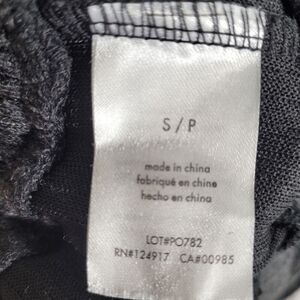 S / P
made in china
fabriqué en chine
hecho en china
LOT#PO782
RN#124917 CA#00985